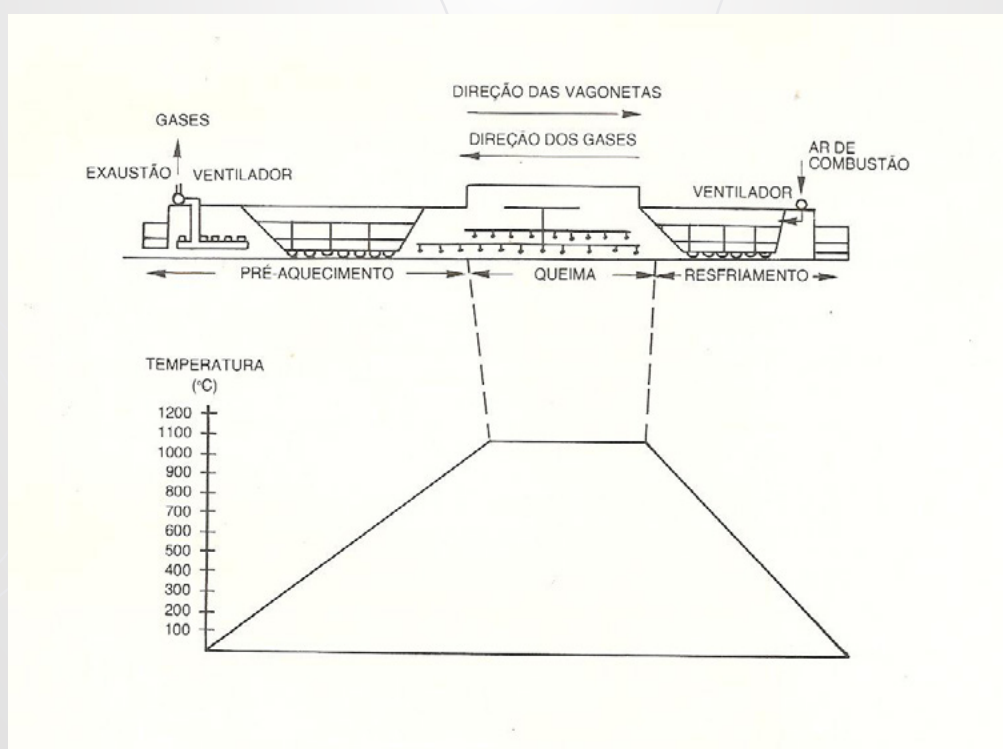 DIREÇÃO DAS VAGONETAS
GASES
DIREÇÃO DOS GASES
EXAUSTÃO
VENTILADOR
AR DE
COMBUSTÃO
VENTILADOR
PRÉ-AQUECIMENTO
QUEIMA
RESFRIAMENTO
TEMPERATURA
(°C)
1200
1100
1000
900
800
700
600
500
400
300
200
100